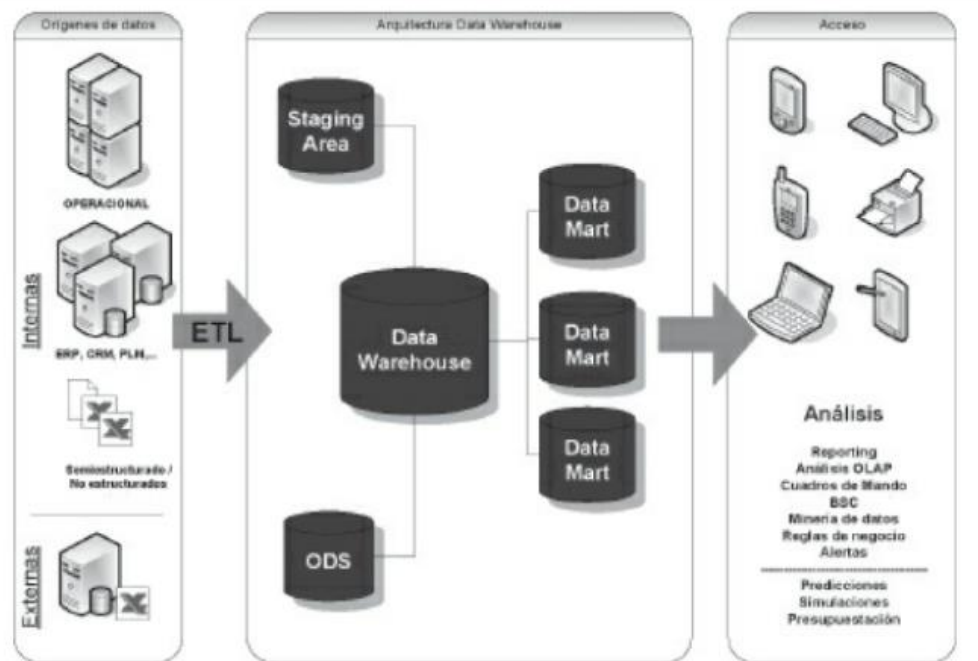 Orígenes de datos
OPERACIONAL
Internas
ERP, CRM, PLM,...
Semiestructurado /
No estructurados
Externas
ETL
Arquitectura Data Warehouse
Staging
Area
Data
Warehouse
ODS
Data
Mart
Data
Mart
Data
Mart
Acceso
Análisis
Reporting
Análisis OLAP
Cuadros de Mando
BSC
Minería de datos
Reglas de negocio
Alertas
Predicciones
Simulaciones
Presupuestación